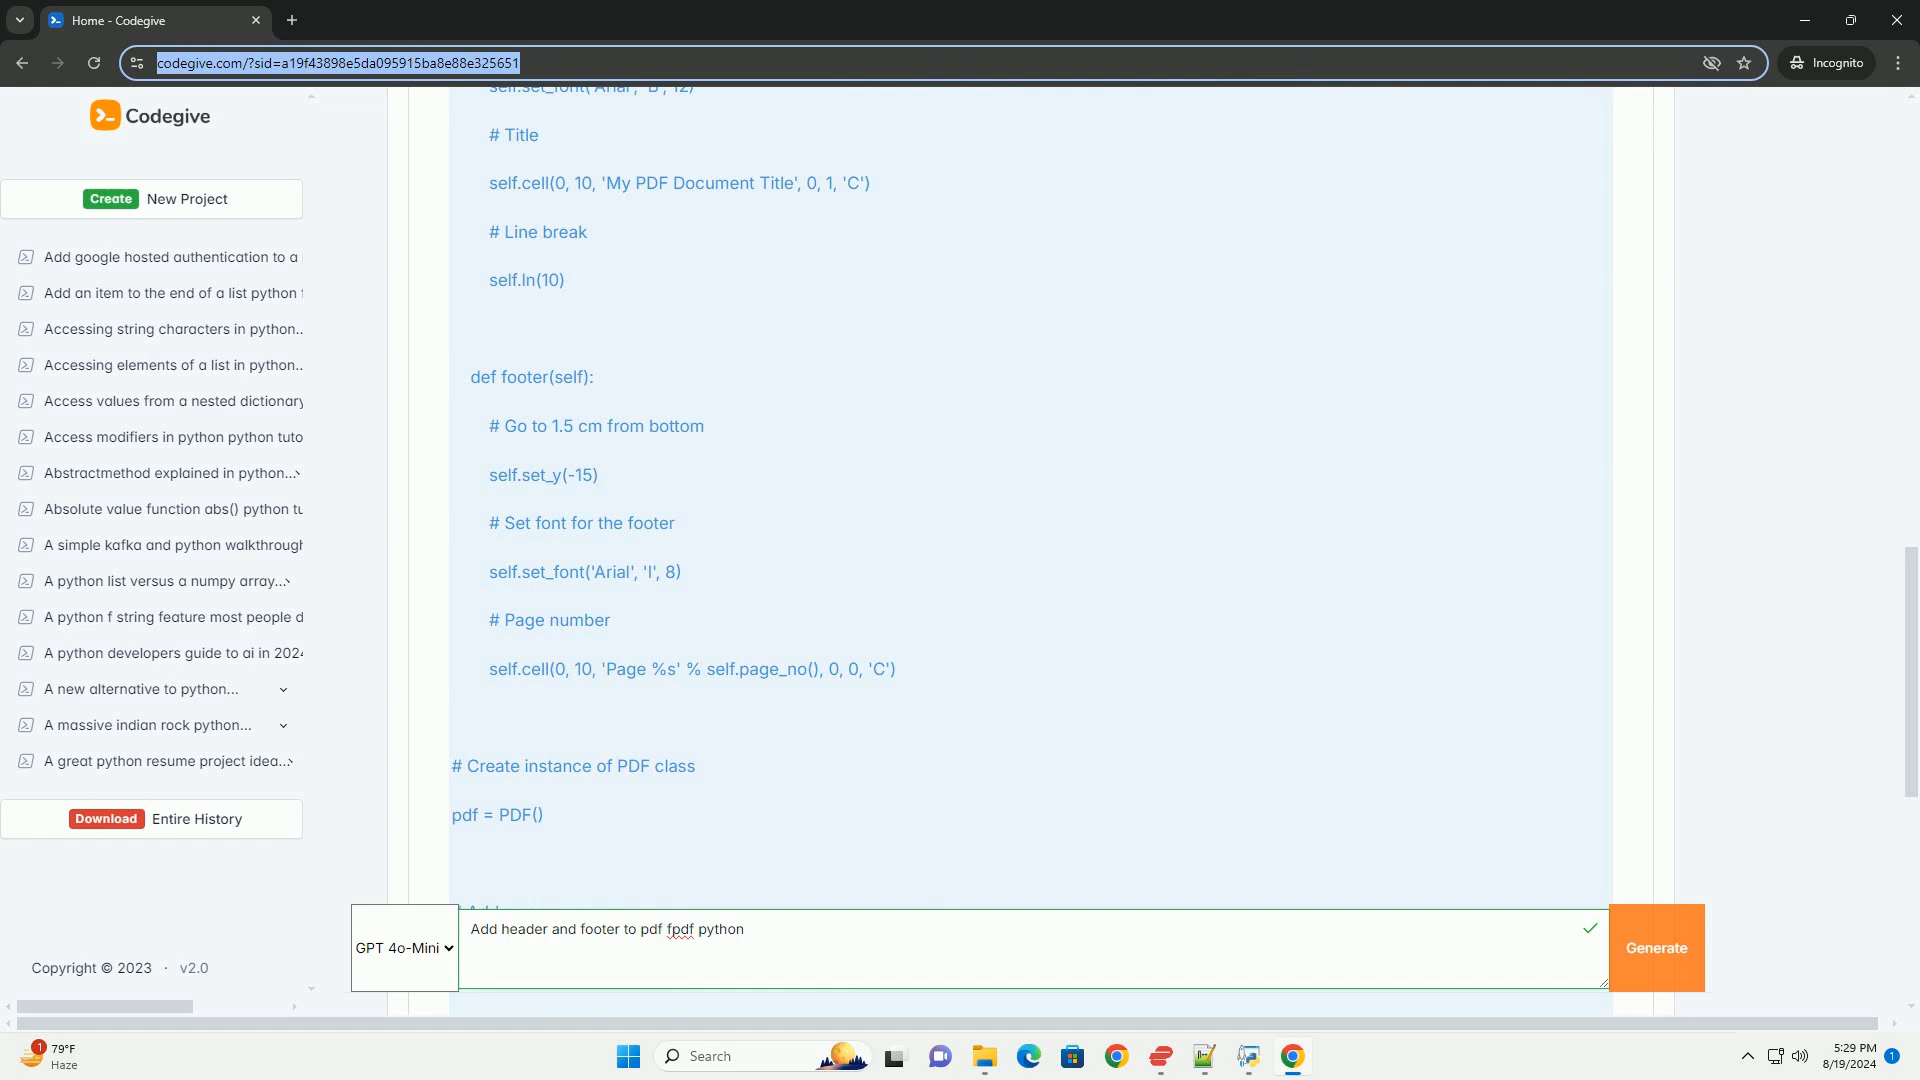 Home - Codegive
codegive.com/?sid=a19f43898e5da095915ba8e88e325651
Incognito
Codegive
Create New Project
Add google hosted authentication to a
Add an item to the end of a list python
Accessing string characters in python..
Accessing elements of a list in python..
Access values from a nested dictionary
Access modifiers in python python tuto
Abstractmethod explained in python...
Absolute value function abs() python tu
A simple kafka and python walkthrough
A python list versus a numpy array...
A python f string feature most people d
A python developers guide to ai in 2024
A new alternative to python...
A massive indian rock python...
A great python resume project idea...
Download Entire History
Copyright © 2023 · v2.0
self.set_font('Arial', 'B', 12)
# Title
self.cell(0, 10, 'My PDF Document Title', 0, 1, 'C')
# Line break
self.ln(10)
def footer(self):
# Go to 1.5 cm from bottom
self.set_y(-15)
# Set font for the footer
self.set_font('Arial', 'I', 8)
# Page number
self.cell(0, 10, 'Page %s' % self.page_no(), 0, 0, 'C')
# Create instance of PDF class
pdf = PDF()
GPT 4o-Mini
Add header and footer to pdf fpdf python
Generate
1
79°F
Haze
Search
5:29 PM
8/19/2024
1